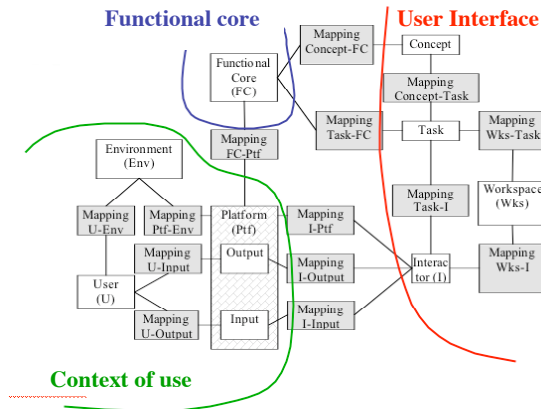 Functional core
User Interface
Mapping
Concept-FC
Concept
Functional
Core
(FC)
Mapping
Concept-Task
Mapping
Task-FC
Task
Mapping
Wks-Task
Mapping
FC-Ptf
Environment
(Env)
Mapping
Task-I
Workspace
(Wks)
Mapping
U-Env
Mapping
Ptf-Env
Platform
(Ptf)
Mapping
I-Ptf
Mapping
U-Input
Output
Mapping
I-Output
Interac
tor (I)
Mapping
Wks-I
User
(U)
Mapping
U-Output
Input
Mapping
I-Input
Context of use